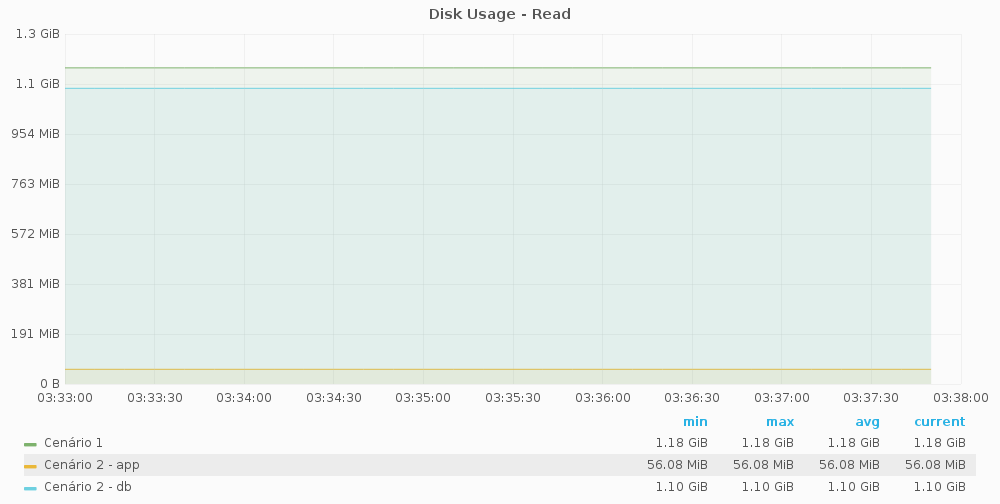 Disk Usage - Read
1.3 GiB
1.1 GiB
954 MiB
763 MiB
572 MiB
381 MiB
191 MiB
0 B
03:33:00 03:33:30 03:34:00 03:34:30 03:35:00 03:35:30 03:36:00 03:36:30 03:37:00 03:37:30 03:38:00
min max avg current
Cenário 1 1.18 GiB 1.18 GiB 1.18 GiB 1.18 GiB
Cenário 2 - app 56.08 MiB 56.08 MiB 56.08 MiB 56.08 MiB
Cenário 2 - db 1.10 GiB 1.10 GiB 1.10 GiB 1.10 GiB